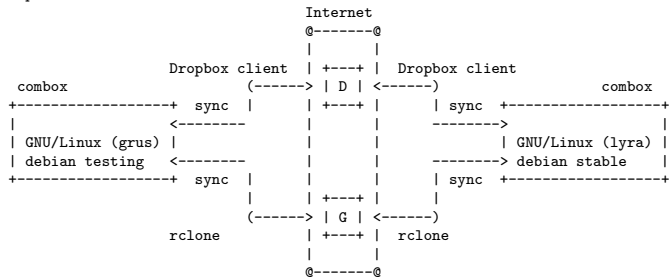 Internet
@-------@
| |
| +---+ |
Dropbox client | | | | Dropbox client
combox (------> | D | <------) combox
+------------------+ sync | | +---+ | | sync +------------------+
| <-------- | | --------> |
| GNU/Linux (grus) | | | | GNU/Linux (lyra) |
| debian testing <-------- | | --------> debian stable |
+------------------+ sync | | | | sync +------------------+
| | +---+ | |
(------> | G | <------)
rclone | +---+ | rclone
| |
@-------@